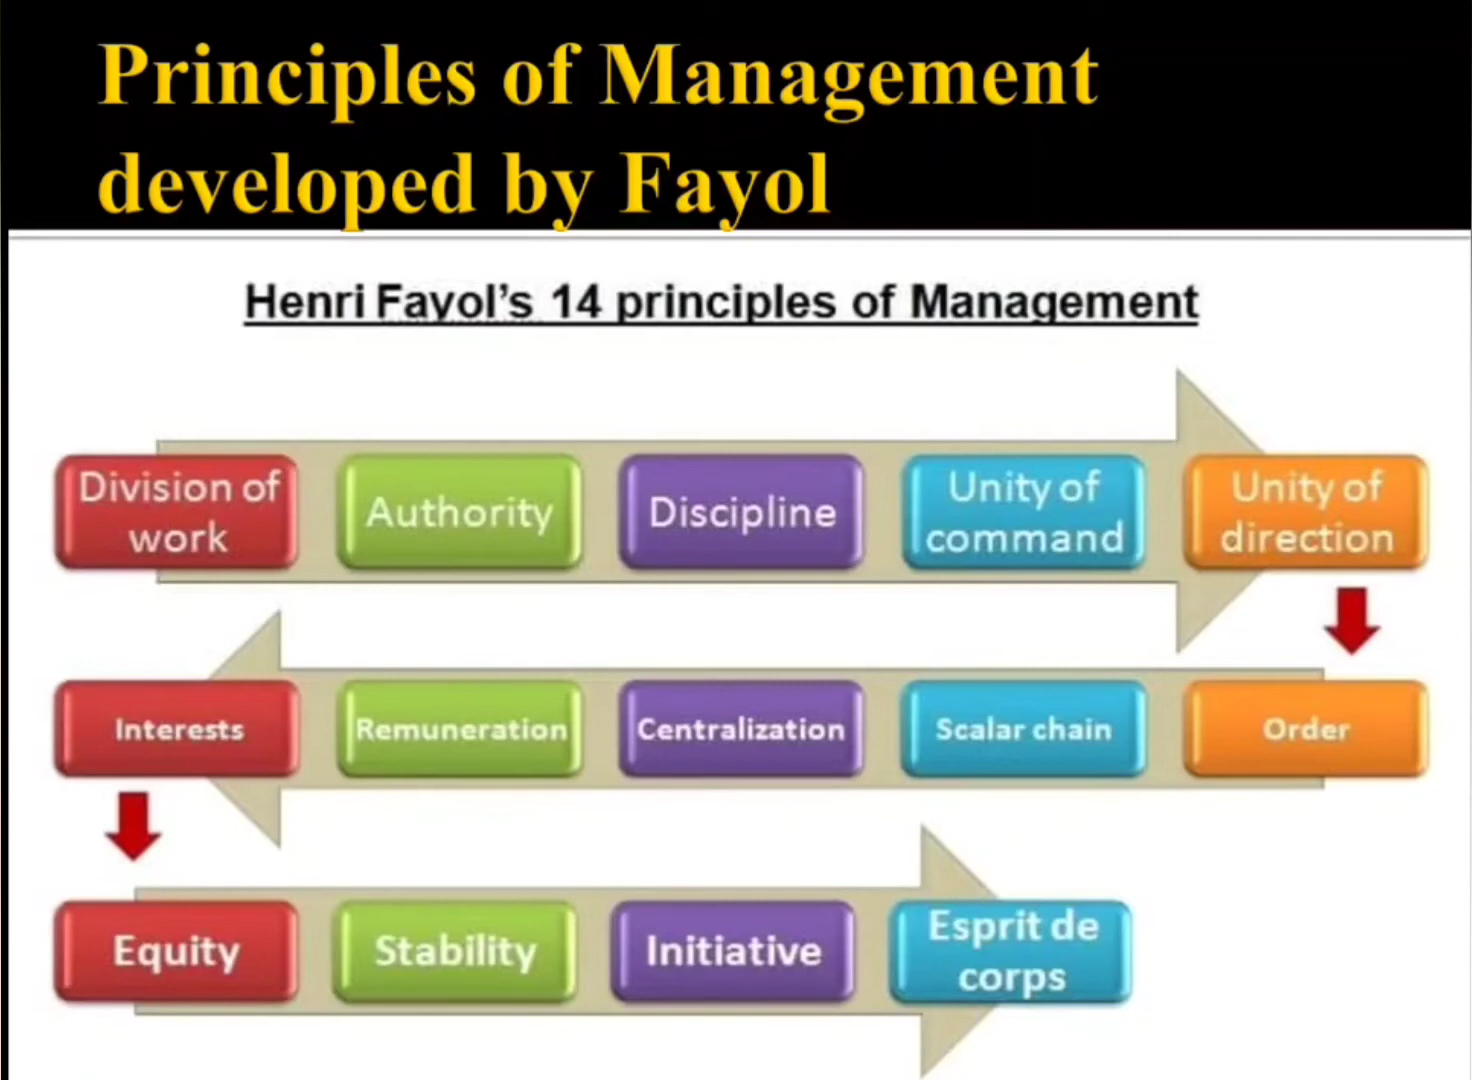 Principles of Management
developed by Fayol
Henri Fayol’s 14 principles of Management
Division of
work
Authority
Discipline
Unity of
command
Unity of
direction
Interests
Remuneration
Centralization
Scalar chain
Order
Equity
Stability
Initiative
Esprit de
corps